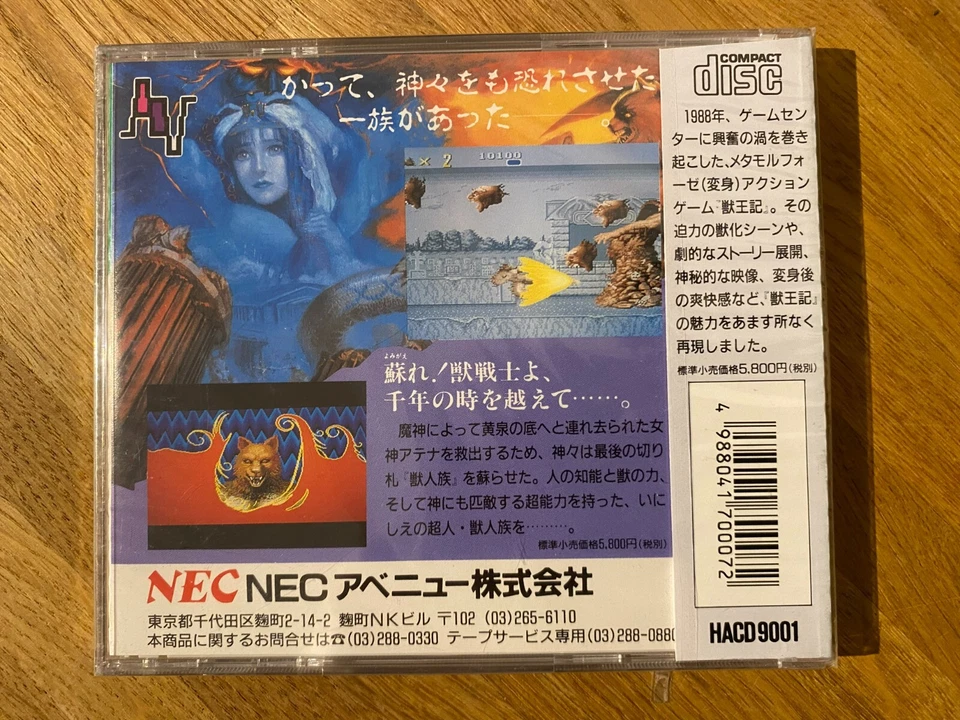 かって、神々をも恐れさせた
一族があった――――。
× 2 10100
よみがえ
蘇れ!獣戦士よ、
千年の時を越えて……。
魔神によって黄泉の底へと連れ去られた女
神アテナを救出するため、神々は最後の切り
札『獣人族』を蘇らせた。人の知能と獣の力、
そして神にも匹敵する超能力を持った、いに
しえの超人・獣人族を………。
標準小売価格5,800円(税別)
NEC NEC アベニュー株式会社
東京都千代田区麹町2-14-2 麹町NKビル 〒102 (03)265-6110
本商品に関するお問合せは☎(03)288-0330 テープサービス専用(03)288-0880
COMPACT
disc
1988年、ゲームセン
ターに興奮の渦を巻き
起こした、メタモルフォ
ーゼ(変身)アクション
ゲーム『獣王記』。その
迫力の獣化シーンや、
劇的なストーリー展開、
神秘的な映像、変身後
の爽快感など、『獣王記』
の魅力をあます所なく
再現しました。
標準小売価格5,800円(税別)
4 988041 700072
HACD9001